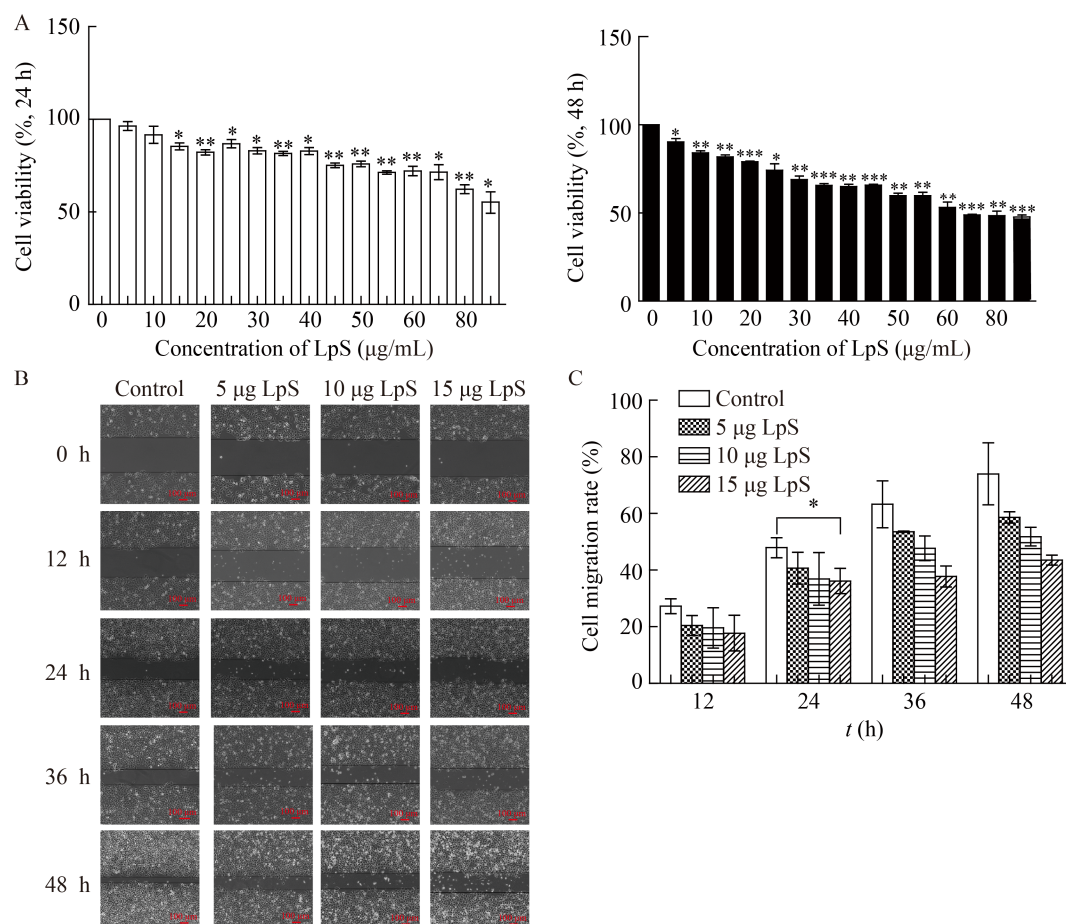 A
150
100
50
0
Cell viability (%, 24 h)
* ** * * ** * ** ** ** ** * ** *
0 10 20 30 40 50 60 80
Concentration of LpS (μg/mL)
150
100
50
0
Cell viability (%, 48 h)
* ** ** *** * ** *** ** *** ** ** ** *** ** ***
0 10 20 30 40 50 60 80
Concentration of LpS (μg/mL)
B
Control 5 μg LpS 10 μg LpS 15 μg LpS
0 h
12 h
24 h
36 h
48 h
C
100
80
60
40
20
0
Cell migration rate (%)
Control
5 μg LpS
10 μg LpS
15 μg LpS
*
12 24 36 48
t (h)